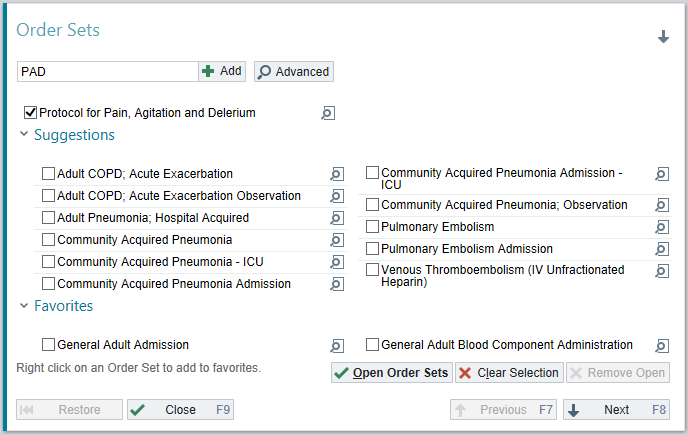 Order Sets
PAD
Add
Advanced
Protocol for Pain, Agitation and Delerium
Suggestions
Adult COPD; Acute Exacerbation
Adult COPD; Acute Exacerbation Observation
Adult Pneumonia; Hospital Acquired
Community Acquired Pneumonia
Community Acquired Pneumonia - ICU
Community Acquired Pneumonia Admission
Community Acquired Pneumonia Admission -
ICU
Community Acquired Pneumonia; Observation
Pulmonary Embolism
Pulmonary Embolism Admission
Venous Thromboembolism (IV Unfractionated
Heparin)
Favorites
General Adult Admission
General Adult Blood Component Administration
Right click on an Order Set to add to favorites.
Open Order Sets
Clear Selection
Remove Open
Restore
Close F9
Previous F7
Next F8